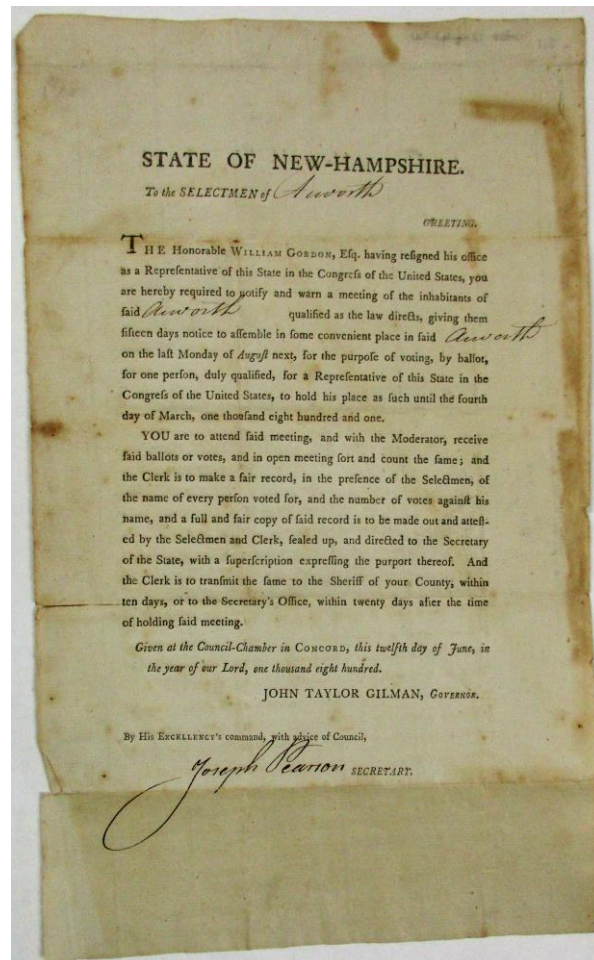 STATE OF NEW-HAMPSHIRE.
To the SELECTMEN of Acworth
GREETING.
THE Honorable WILLIAM GORDON, Esq. having resigned his office
as a Representative of this State in the Congreſs of the United States, you
are hereby required to notify and warn a meeting of the inhabitants of
ſaid Acworth qualified as the law directs, giving them
fifteen days notice to aſſemble in ſome convenient place in ſaid Acworth
on the laſt Monday of Auguſt next, for the purpoſe of voting, by ballot,
for one perſon, duly qualified, for a Repreſentative of this State in the
Congreſs of the United States, to hold his place as ſuch until the fourth
day of March, one thouſand eight hundred and one.
YOU are to attend ſaid meeting, and with the Moderator, receive
ſaid ballots or votes, and in open meeting ſort and count the ſame; and
the Clerk is to make a fair record, in the preſence of the Selectmen, of
the name of every perſon voted for, and the number of votes againſt his
name, and a full and fair copy of ſaid record is to be made out and atteſt-
ed by the Selectmen and Clerk, ſealed up, and directed to the Secretary
of the State, with a ſuperſcription expreſſing the purport thereof. And
the Clerk is to tranſmit the ſame to the Sheriff of your County, within
ten days, or to the Secretary's Office, within twenty days after the time
of holding ſaid meeting.
Given at the Council-Chamber in CONCORD, this twelfth day of June, in
the year of our Lord, one thouſand eight hundred.
JOHN TAYLOR GILMAN, GOVERNOR.
By His EXCELLENCY's command, with advice of Council,
Joseph Pearson SECRETARY.